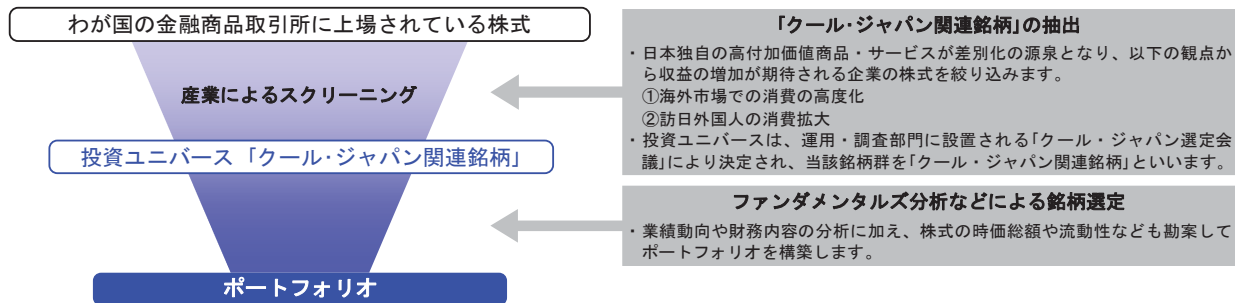 わが国の金融商品取引所に上場されている株式
産業によるスクリーニング
投資ユニバース「クール･ジャパン関連銘柄」
ポートフォリオ
「クール･ジャパン関連銘柄」の抽出
・日本独自の高付加価値商品・サービスが差別化の源泉となり、以下の観点か
ら収益の増加が期待される企業の株式を絞り込みます。
①海外市場での消費の高度化
②訪日外国人の消費拡大
・投資ユニバースは、運用・調査部門に設置される「クール・ジャパン選定会
議」により決定され、当該銘柄群を「クール・ジャパン関連銘柄」といいます。
ファンダメンタルズ分析などによる銘柄選定
・業績動向や財務内容の分析に加え、株式の時価総額や流動性なども勘案して
ポートフォリオを構築します。